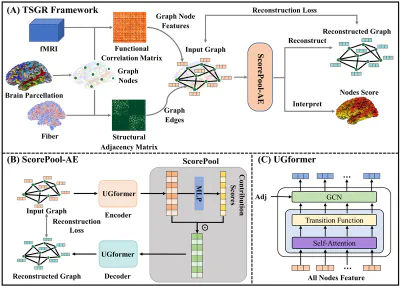 (A) TSGR Framework
Reconstruction Loss
fMRI
Functional
Correlation Matrix
Graph Node
Features
Input Graph
ScorePool-AE
Reconstruct
Reconstructed Graph
Brain Parcellation
Graph
Nodes
Interpret
Nodes Score
Fiber
Structural
Adjacency Matrix
Graph
Edges
(B) ScorePool-AE
ScorePool
Input Graph
UGformer
Encoder
MLP
Contribution
Scores
Reconstruction
Loss
Reconstructed Graph
UGformer
Decoder
(C) UGformer
Adj
GCN
Transition Function
Self-Attention
All Nodes Feature